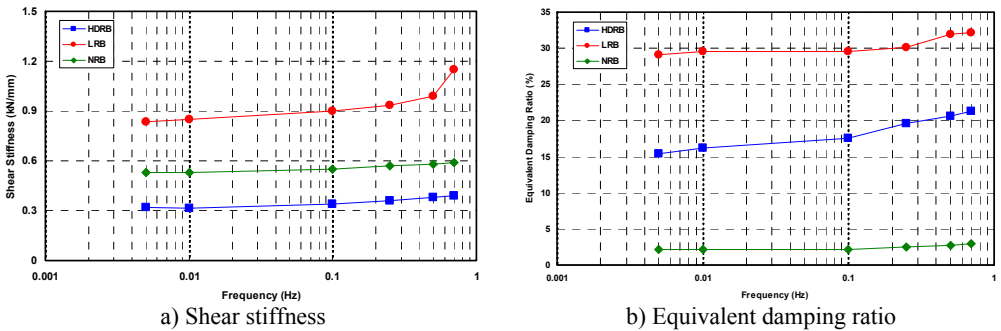 1.5
1.2
0.9
0.6
0.3
0
Shear Stiffness (kN/mm)
HDRB
LRB
NRB
0.001
0.01
0.1
1
Frequency (Hz)
a) Shear stiffness
35
30
25
20
15
10
5
0
Equivalent Damping Ratio (%)
HDRB
LRB
NRB
0.001
0.01
0.1
1
Frequency (Hz)
b) Equivalent damping ratio